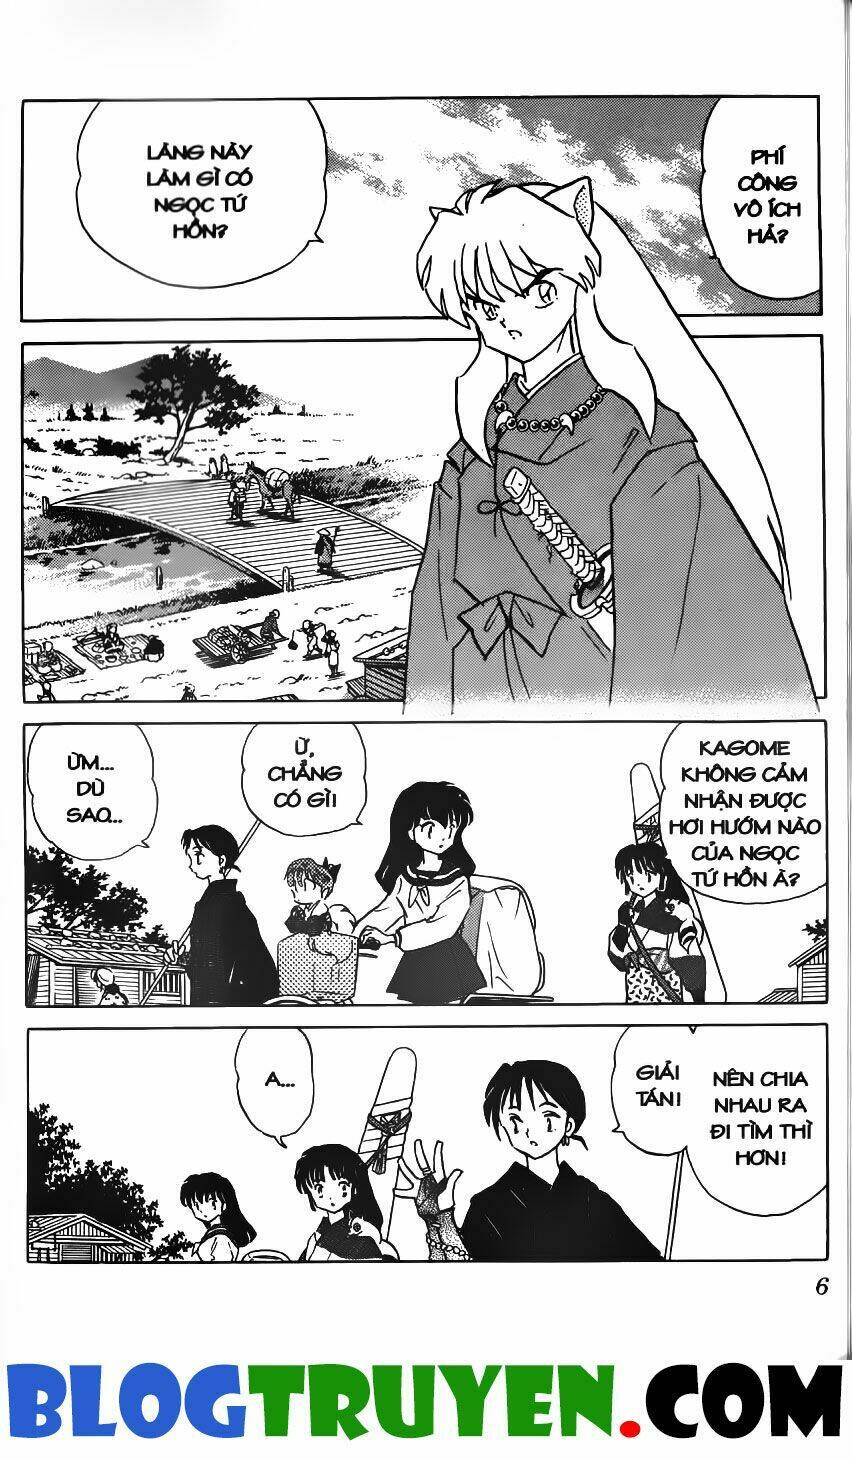 PHÍ
CÔNG
VÔ ÍCH
HẢ?
LÀNG NÀY
LÀM GÌ CÓ
NGỌC TỨ
HỒN?
KAGOME
KHÔNG CẢM
NHẬN ĐƯỢC
HƠI HƯỚM NÀO
CỦA NGỌC
TỨ HỒN À?
Ừ,
CHẲNG
CÓ GÌ!
ỪM...
DÙ
SAO...
NÊN CHIA
NHAU RA
ĐI TÌM THÌ
HƠN!
GIẢI
TÁN!
A...
6
BLOGTRUYEN.COM